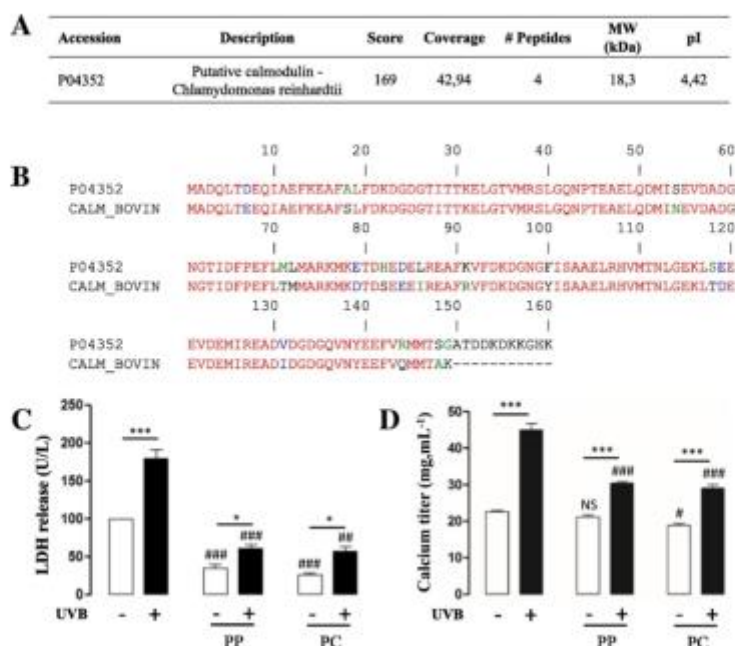 A
Accession Description Score Coverage # Peptides MW (kDa) pI
P04352 Putative calmodulin - Chlamydomonas reinhardtii 169 42,94 4 18,3 4,42
B
10 20 30 40 50 60
P04352 MADQLTDEQIAEFKEAFALFDKDGDGTITTKELGTVMRSLGQNPTEAELQDMISEVDADG
CALM_BOVIN MADQLTEEQIAEFKEAFSLFDKDGDGTITTKELGTVMRSLGQNPTEAELQDMINEVDADG
70 80 90 100 110 120
P04352 NGTIDFPEFLMLMARKMKETDHEDELREAFKVFDKDGNGFISAAELRHVMTNLGEKLSEE
CALM_BOVIN NGTIDFPEFLTMMARKMKDTDSEEEIREAFRVFDKDGNGYISAAELRHVMTNLGEKLTDE
130 140 150 160
P04352 EVDEMIREADVDGDGQVNYEEFVRMMTSGATDDKDKKGHK
CALM_BOVIN EVDEMIREADIDGDGQVNYEEFVQMMTAK-----------
C
LDH release (U/L)
250
200
150
100
50
0
***
###
*
###
###
*
##
UVB - + - + - +
PP PC
D
Calcium titer (mg.mL-1)
50
40
30
20
10
0
***
NS
***
###
#
***
###
UVB - + - + - +
PP PC